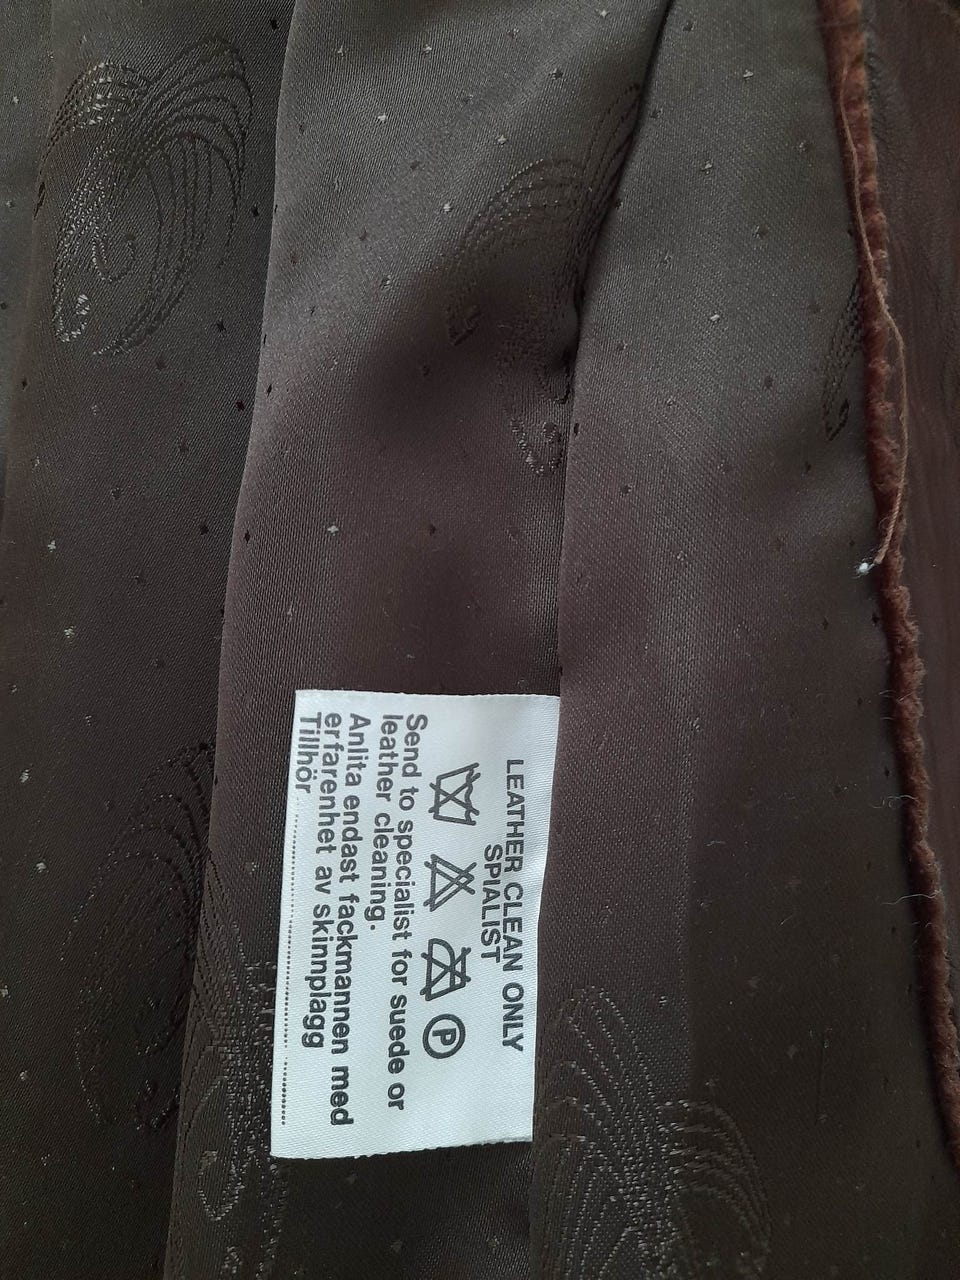 LEATHER CLEAN ONLY
SPIALIST
P
Send to specialist for suede or
leather cleaning.
Anlita endast fackmannen med
erfarenhet av skinnplagg
Tillhör